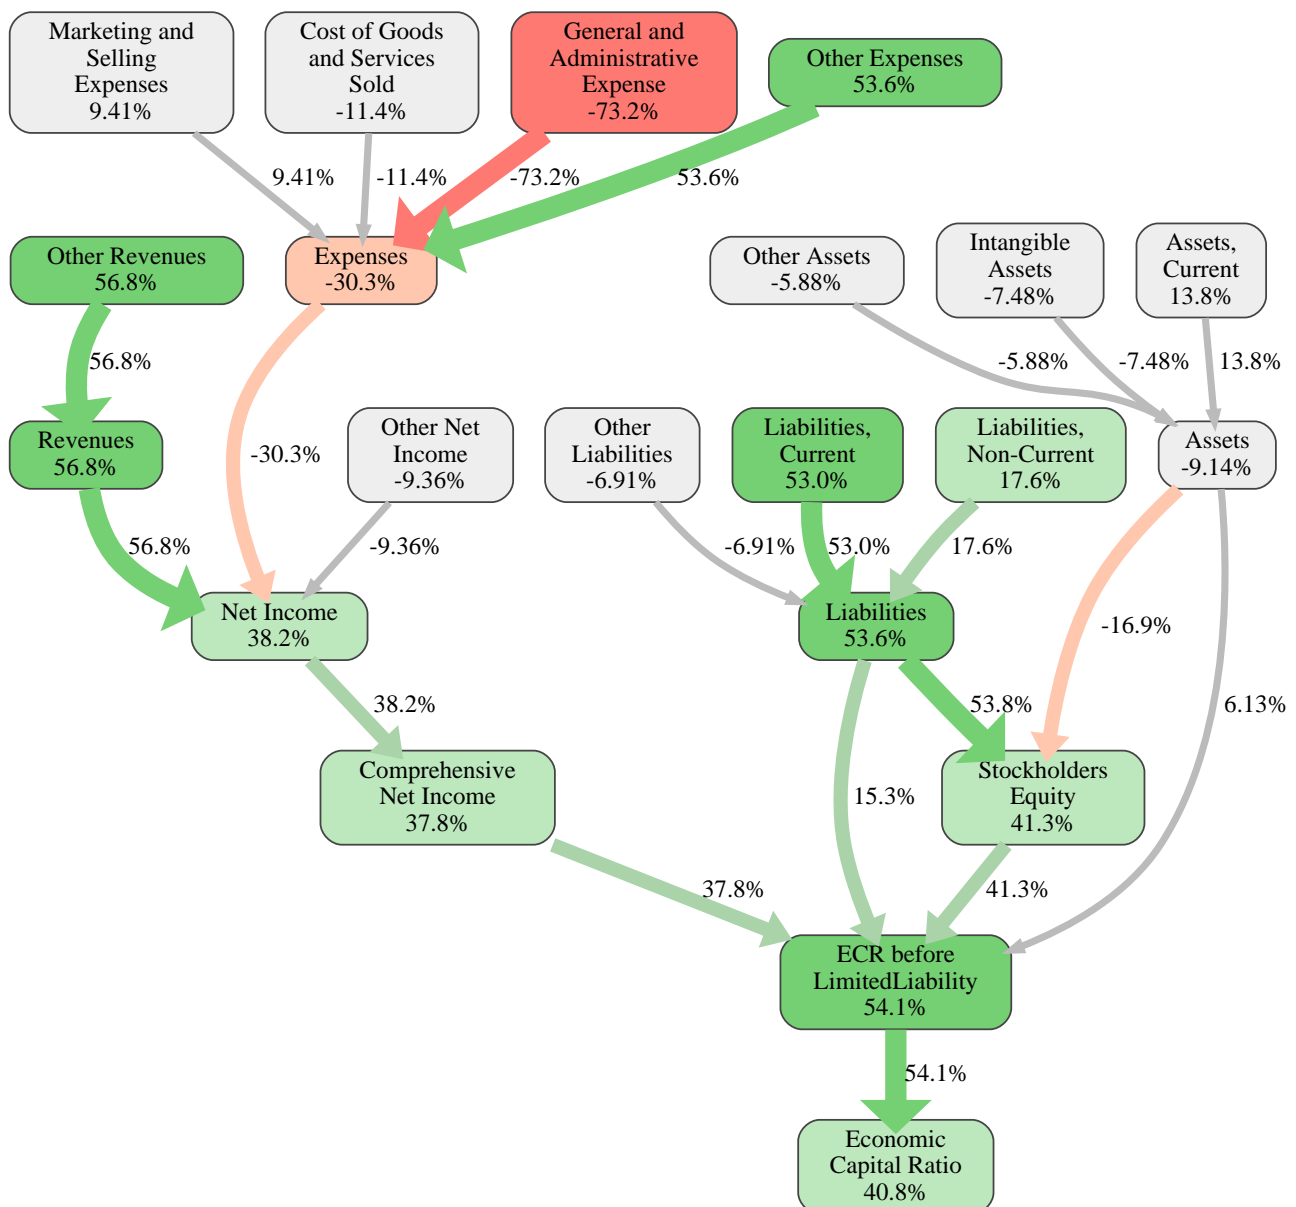 Marketing and
Selling
Expenses
9.41%
Cost of Goods
and Services
Sold
-11.4%
General and
Administrative
Expense
-73.2%
Other Expenses
53.6%
9.41%
-11.4%
-73.2%
53.6%
Other Revenues
56.8%
Expenses
-30.3%
Other Assets
-5.88%
Intangible
Assets
-7.48%
Assets,
Current
13.8%
56.8%
-5.88%
-7.48%
13.8%
Revenues
56.8%
-30.3%
Other Net
Income
-9.36%
Other
Liabilities
-6.91%
Liabilities,
Current
53.0%
Liabilities,
Non-Current
17.6%
Assets
-9.14%
56.8%
-9.36%
-6.91%
53.0%
17.6%
Net Income
38.2%
Liabilities
53.6%
-16.9%
38.2%
53.8%
6.13%
Comprehensive
Net Income
37.8%
15.3%
Stockholders
Equity
41.3%
37.8%
41.3%
ECR before
LimitedLiability
54.1%
54.1%
Economic
Capital Ratio
40.8%